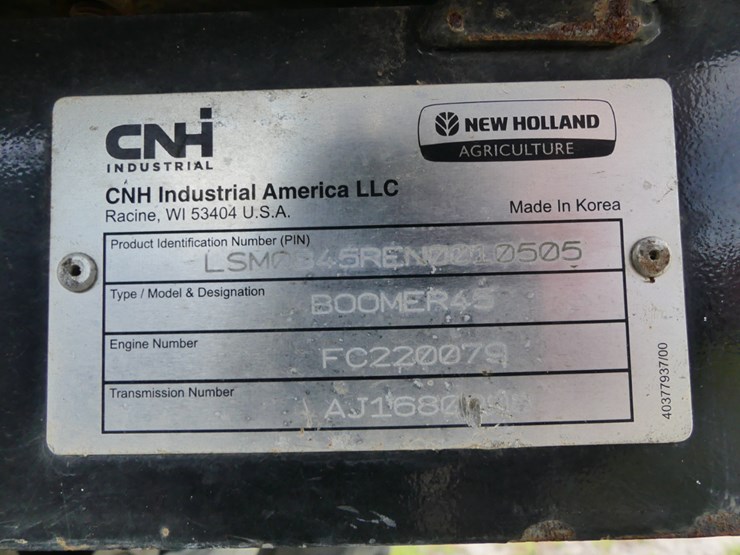 CNH
INDUSTRIAL
NEW HOLLAND
AGRICULTURE
CNH Industrial America LLC
Racine, WI 53404 U.S.A.
Made In Korea
Product Identification Number (PIN)
Type / Model & Designation
BOOMER45
Engine Number
FC220079
Transmission Number
40377937/00